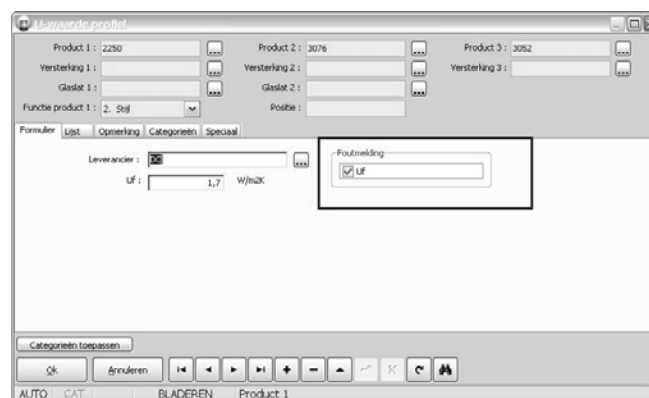 U-waarde profiel
Product 1 : 2250 Product 2 : 3076 Product 3 : 3052
Versterking 1 : Versterking 2 : Versterking 3 :
Glaslat 1 : Glaslat 2 :
Functie product 1 : 2. Stijl Positie :
Formulier Lijst Opmerking Categorieën Speciaal
Leverancier : DC Foutmelding
Uf : 1,7 W/m2K Uf
Categorieën toepassen
Ok Annuleren
AUTO CAT BLADEREN Product 1